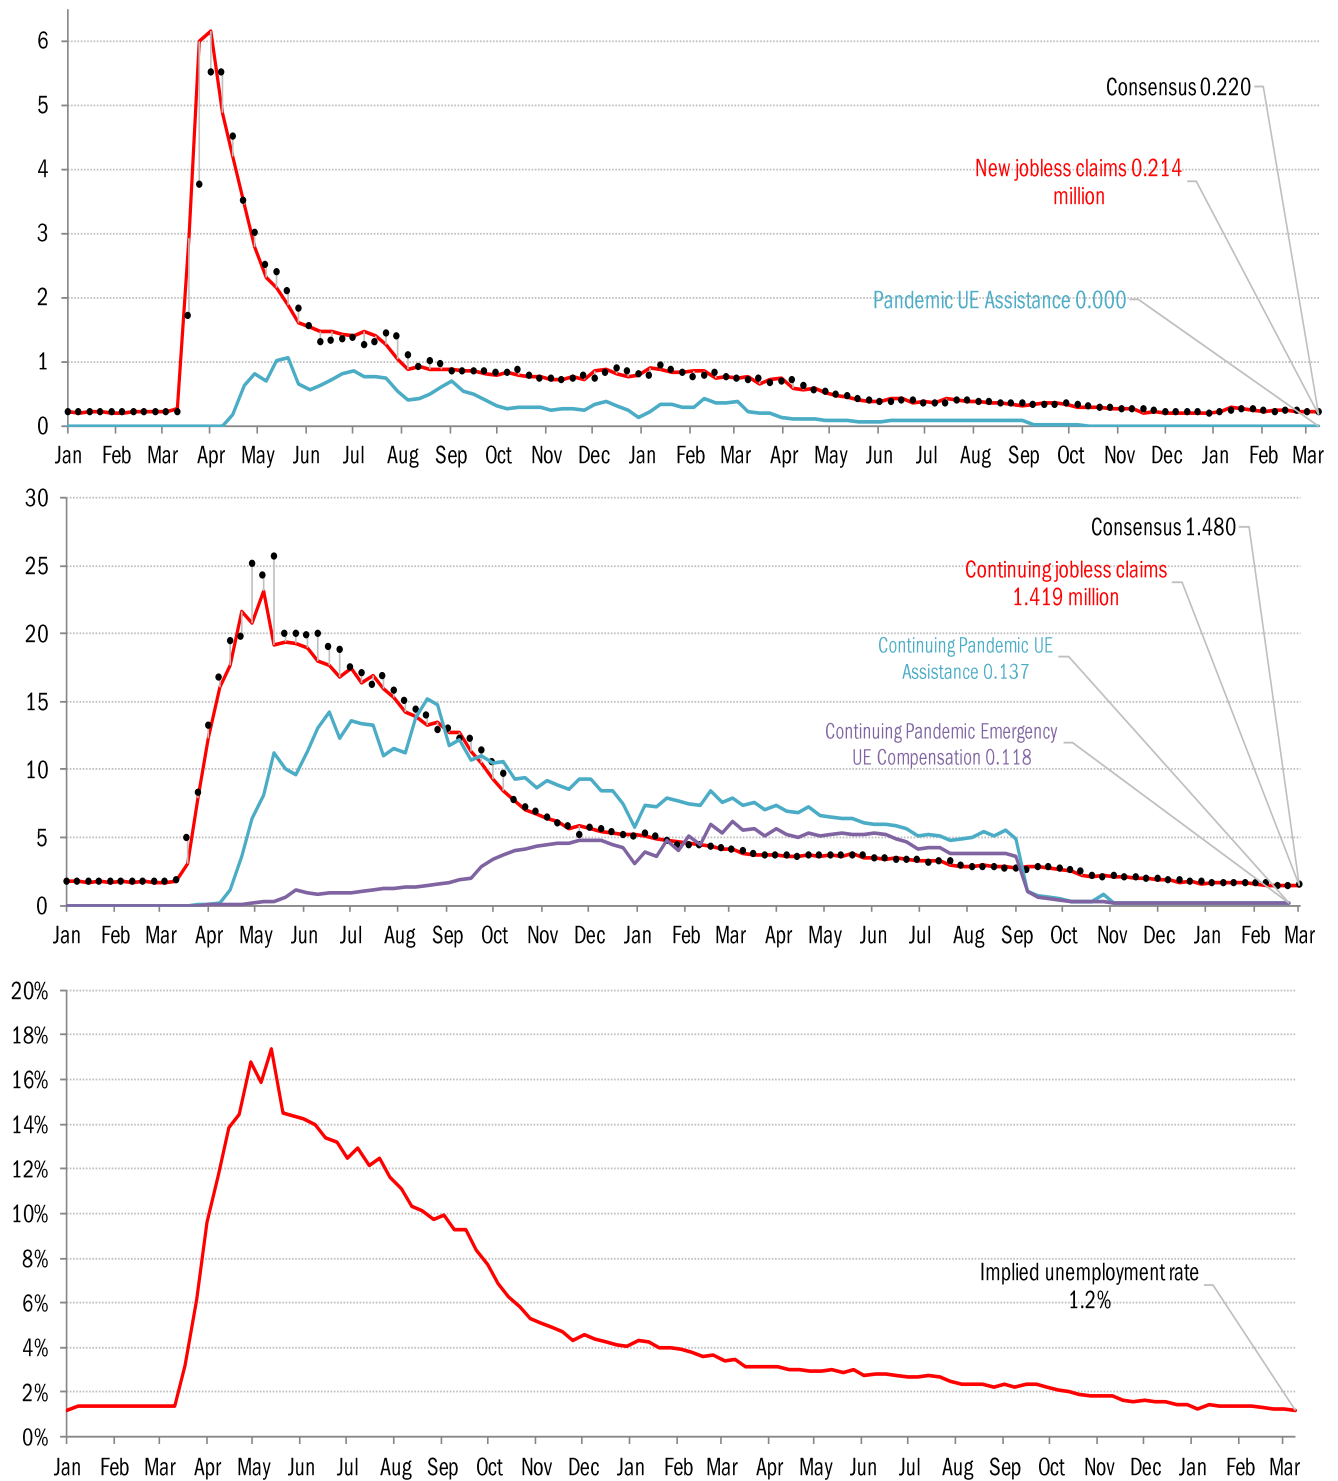 6
5
4
3
2
1
0
Consensus 0.220
New jobless claims 0.214
million
Pandemic UE Assistance 0.000
Jan Feb Mar Apr May Jun Jul Aug Sep Oct Nov Dec Jan Feb Mar Apr May Jun Jul Aug Sep Oct Nov Dec Jan Feb Mar
30
25
20
15
10
5
0
Consensus 1.480
Continuing jobless claims
1.419 million
Continuing Pandemic UE
Assistance 0.137
Continuing Pandemic Emergency
UE Compensation 0.118
Jan Feb Mar Apr May Jun Jul Aug Sep Oct Nov Dec Jan Feb Mar Apr May Jun Jul Aug Sep Oct Nov Dec Jan Feb Mar
20%
18%
16%
14%
12%
10%
8%
6%
4%
2%
0%
Implied unemployment rate
1.2%
Jan Feb Mar Apr May Jun Jul Aug Sep Oct Nov Dec Jan Feb Mar Apr May Jun Jul Aug Sep Oct Nov Dec Jan Feb Mar